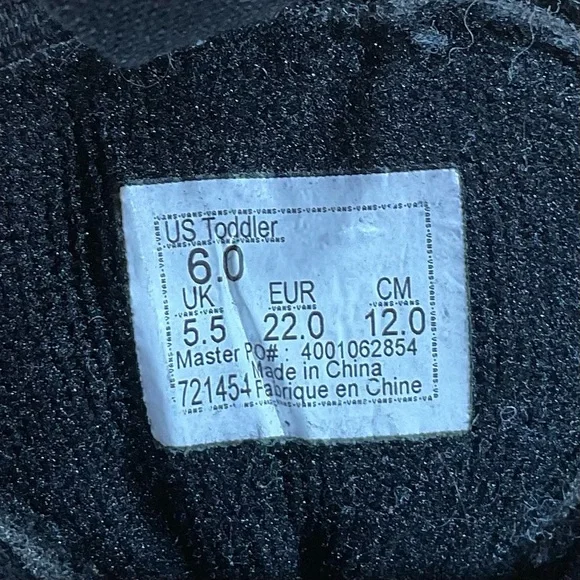 US Toddler
6.0
UK EUR CM
5.5 22.0 12.0
Master PO# : 4001062854
Made in China
721454 Fabrique en Chine